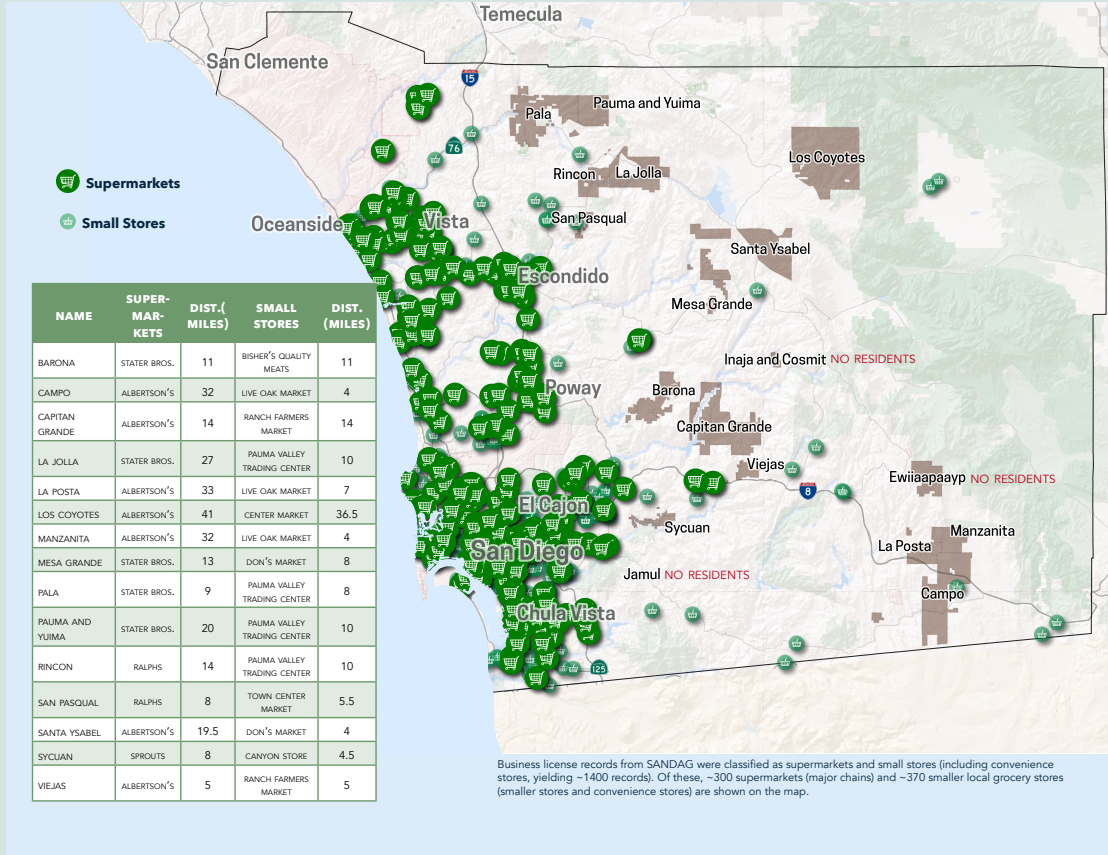 Temecula
San Clemente
15
Pala
Pauma and Yuima
76
Los Coyotes
Rincon
La Jolla
Supermarkets
Small Stores
Oceanside
Vista
San Pasqual
Santa Ysabel
Escondido
Mesa Grande
Inaja and Cosmit NO RESIDENTS
Poway
Barona
Capitan Grande
Viejas
8
Ewiiaapaayp NO RESIDENTS
El Cajon
Sycuan
Manzanita
La Posta
San Diego
Jamul NO RESIDENTS
Campo
Chula Vista
125
NAME
SUPER-
MAR-
KETS
DIST.(
MILES)
SMALL
STORES
DIST.
(MILES)
BARONA STATER BROS. 11 BISHER'S QUALITY
MEATS 11
CAMPO ALBERTSON'S 32 LIVE OAK MARKET 4
CAPITAN
GRANDE ALBERTSON'S 14 RANCH FARMERS
MARKET 14
LA JOLLA STATER BROS. 27 PAUMA VALLEY
TRADING CENTER 10
LA POSTA ALBERTSON'S 33 LIVE OAK MARKET 7
LOS COYOTES ALBERTSON'S 41 CENTER MARKET 36.5
MANZANITA ALBERTSON'S 32 LIVE OAK MARKET 4
MESA GRANDE STATER BROS. 13 DON'S MARKET 8
PALA STATER BROS. 9 PAUMA VALLEY
TRADING CENTER 8
PAUMA AND
YUIMA STATER BROS. 20 PAUMA VALLEY
TRADING CENTER 10
RINCON RALPHS 14 PAUMA VALLEY
TRADING CENTER 10
SAN PASQUAL RALPHS 8 TOWN CENTER
MARKET 5.5
SANTA YSABEL ALBERTSON'S 19.5 DON'S MARKET 4
SYCUAN SPROUTS 8 CANYON STORE 4.5
VIEJAS ALBERTSON'S 5 RANCH FARMERS
MARKET 5
Business license records from SANDAG were classified as supermarkets and small stores (including convenience
stores, yielding ~1400 records). Of these, ~300 supermarkets (major chains) and ~370 smaller local grocery stores
(smaller stores and convenience stores) are shown on the map.